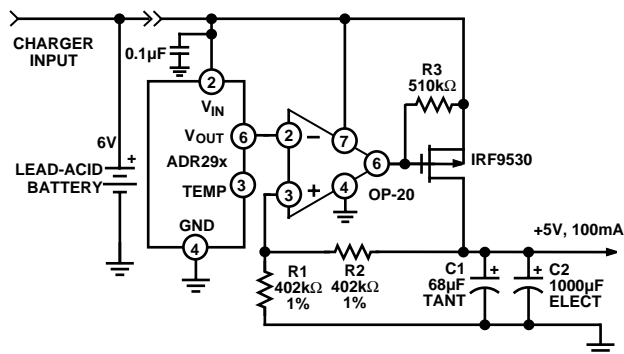 CHARGER
INPUT
0.1µF
2
VIN
R3
510kΩ
6V
+
LEAD-ACID
BATTERY
VOUT
6
ADR29x
TEMP
3
GND
4
2
–
7
3
+
4
6
OP-20
IRF9530
+5V, 100mA
R1
402kΩ
1%
R2
402kΩ
1%
C1
68µF
TANT
+
C2
1000µF
ELECT
+